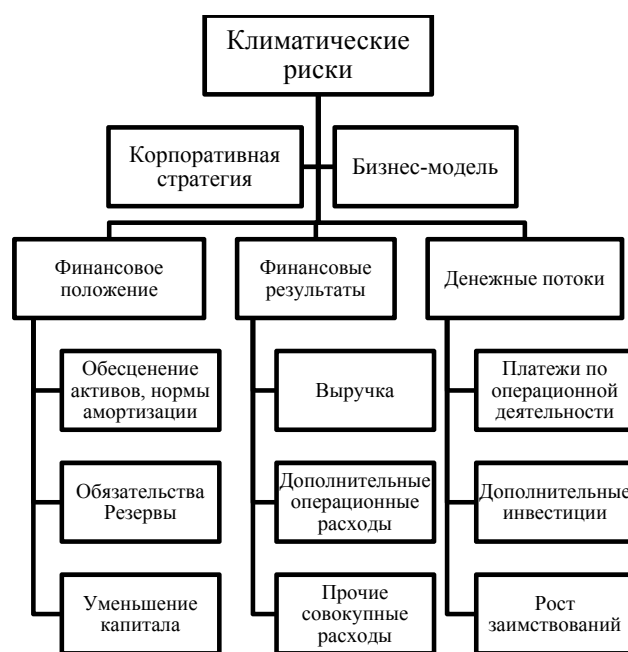 Климатические
риски
Корпоративная
стратегия
Бизнес-модель
Финансовое
положение
Финансовые
результаты
Денежные потоки
Обесценение
активов, нормы
амортизации
Выручка
Платежи по
операционной
деятельности
Обязательства
Резервы
Дополнительные
операционные
расходы
Дополнительные
инвестиции
Уменьшение
капитала
Прочие
совокупные
расходы
Рост
заимствований